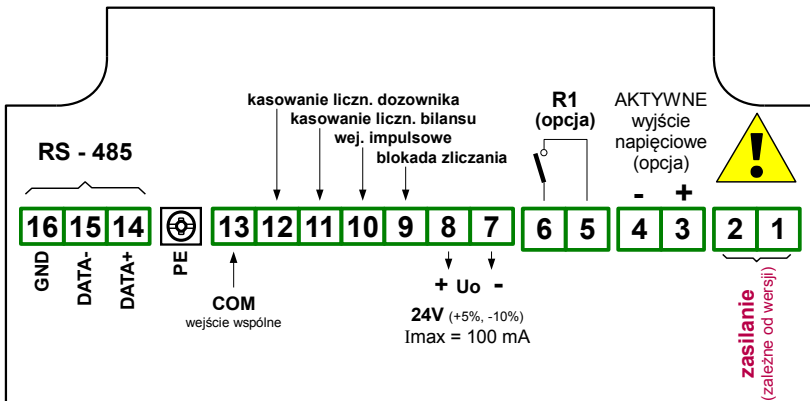 kasowanie liczn. dozownika
kasowanie liczn. bilansu
wej. impulsowe
blokada zliczania
R1
(opcja)
AKTYWNE
wyjście
napięciowe
(opcja)
- +
!
RS - 485
16 15 14
13 12 11 10 9 8 7
6 5
4 3
2 1
GND
DATA-
DATA+
PE
COM
wejście wspólne
+ Uo -
24V (+5%, -10%)
Imax = 100 mA
zasilanie
(zależne od wersji)